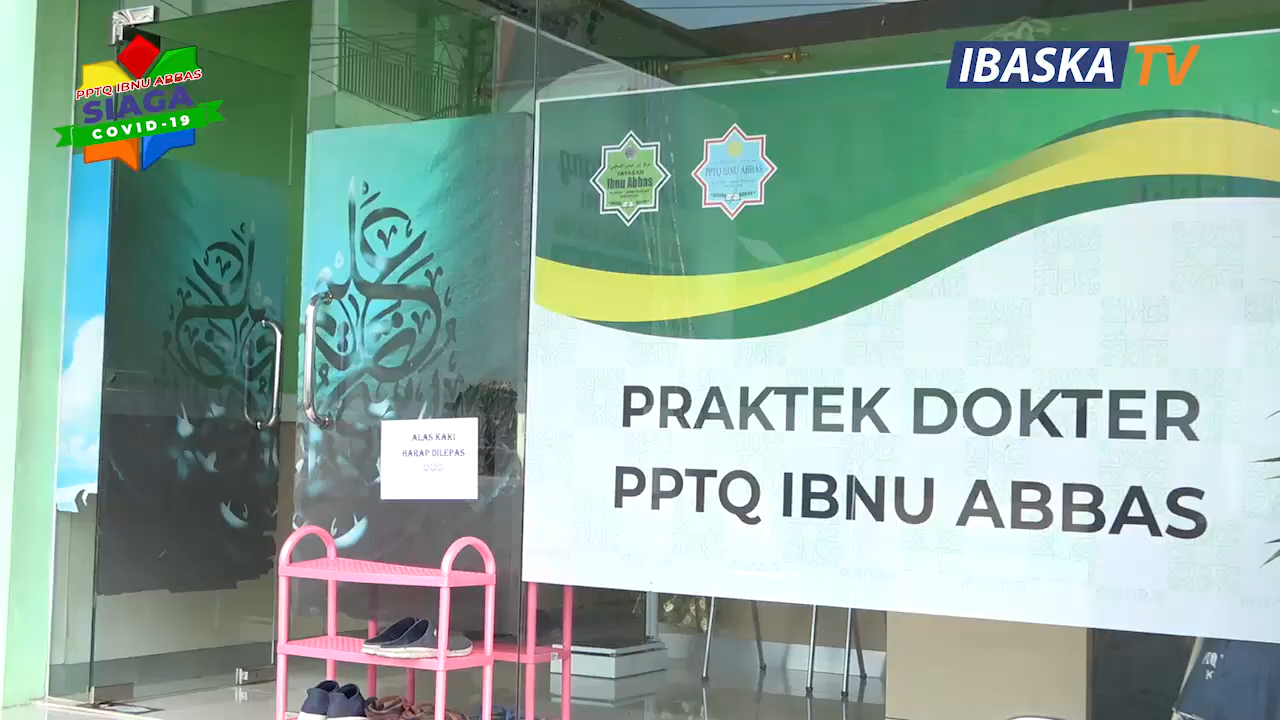 PPTQ IBNU ABBAS
SIAGA
COVID-19
IBASKA TV
YAYASAN
Ibnu Abbas
PPTQ IBNU ABBAS
ALAS KAKI
HARAP DILEPAS
PRAKTEK DOKTER
PPTQ IBNU ABBAS